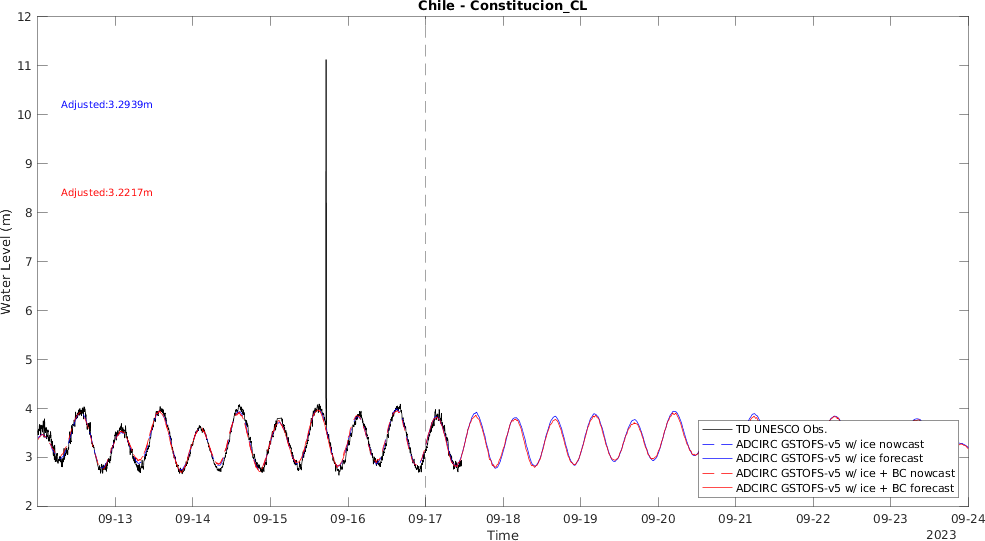 Chile - Constitucion_CL
12
11
10
9
8
7
6
5
4
3
2
Water Level (m)
Adjusted:3.2939m
Adjusted:3.2217m
TD UNESCO Obs.
ADCIRC GSTOFS-v5 w/ ice nowcast
ADCIRC GSTOFS-v5 w/ ice forecast
ADCIRC GSTOFS-v5 w/ ice + BC nowcast
ADCIRC GSTOFS-v5 w/ ice + BC forecast
09-13 09-14 09-15 09-16 09-17 09-18 09-19 09-20 09-21 09-22 09-23 09-24
Time
2023